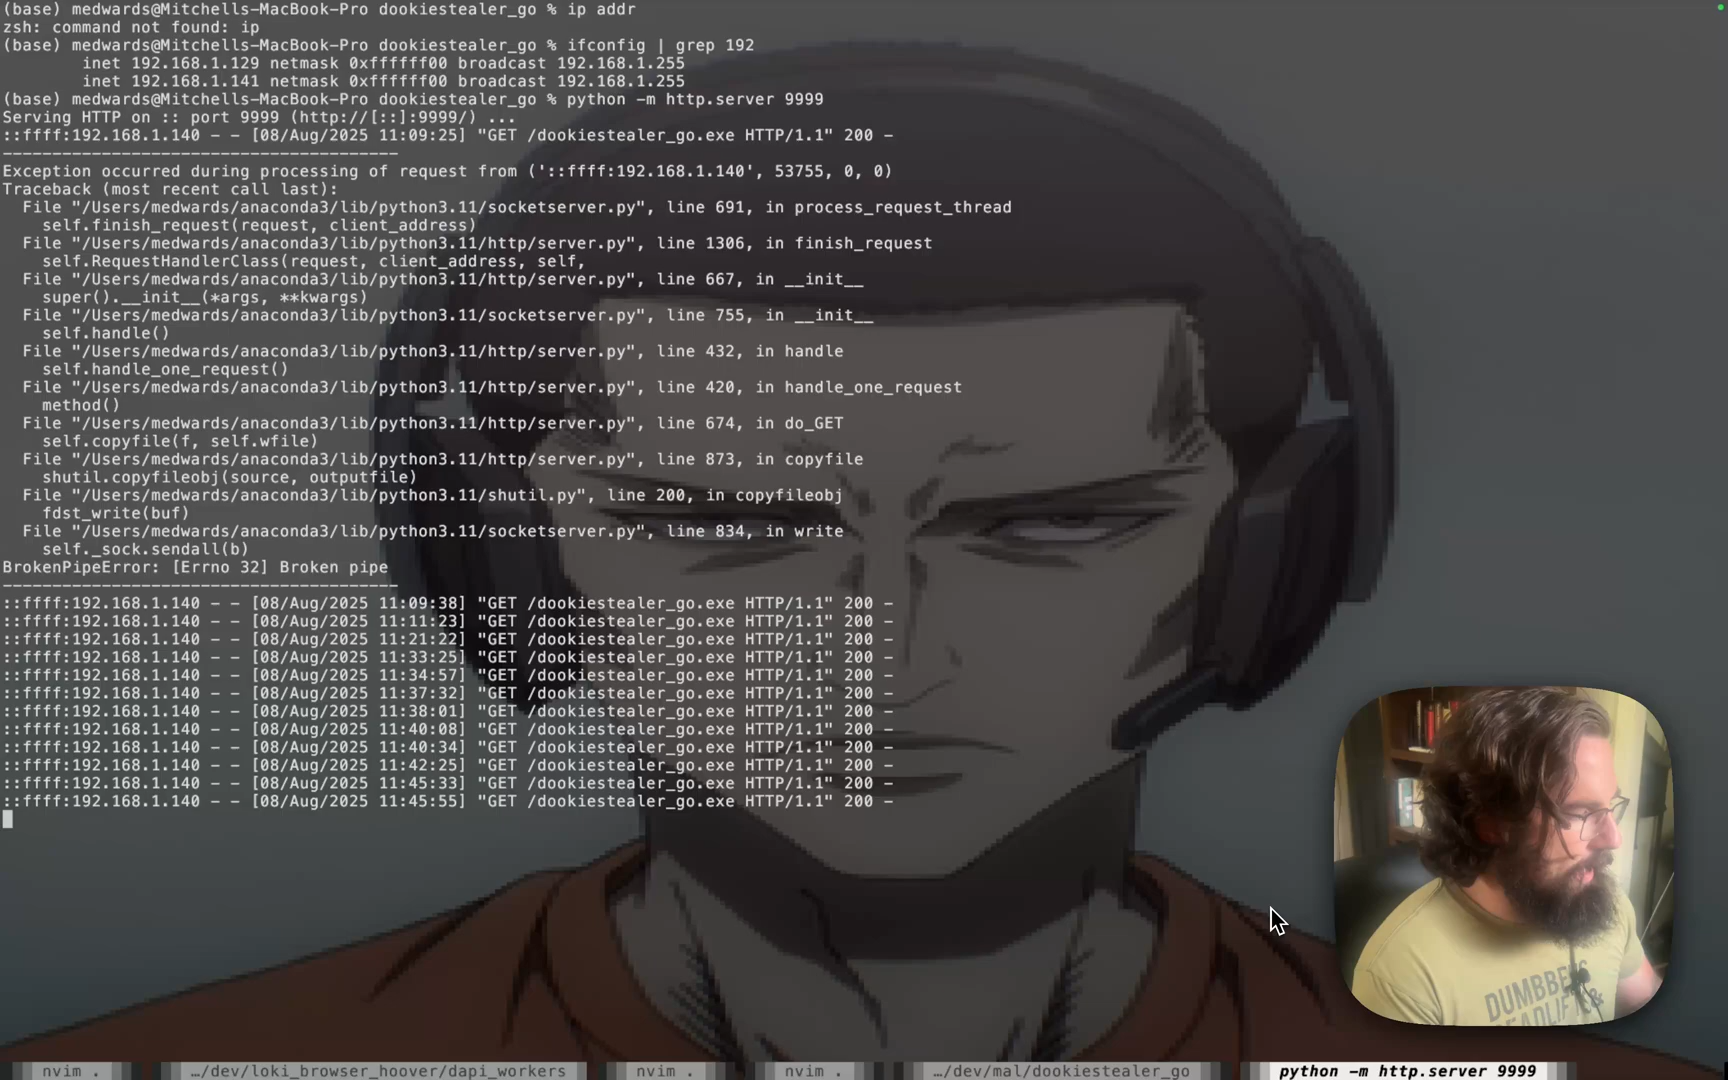 (base) medwards@Mitchells-MacBook-Pro dookiestealer_go % ip addr
zsh: command not found: ip
(base) medwards@Mitchells-MacBook-Pro dookiestealer_go % ifconfig | grep 192
inet 192.168.1.129 netmask 0xffffff00 broadcast 192.168.1.255
inet 192.168.1.141 netmask 0xffffff00 broadcast 192.168.1.255
(base) medwards@Mitchells-MacBook-Pro dookiestealer_go % python -m http.server 9999
Serving HTTP on :: port 9999 (http://[::]:9999/) ...
::ffff:192.168.1.140 - - [08/Aug/2025 11:09:25] "GET /dookiestealer_go.exe HTTP/1.1" 200 -
----------------------------------------
Exception occurred during processing of request from ('::ffff:192.168.1.140', 53755, 0, 0)
Traceback (most recent call last):
File "/Users/medwards/anaconda3/lib/python3.11/socketserver.py", line 691, in process_request_thread
self.finish_request(request, client_address)
File "/Users/medwards/anaconda3/lib/python3.11/http/server.py", line 1306, in finish_request
self.RequestHandlerClass(request, client_address, self,
File "/Users/medwards/anaconda3/lib/python3.11/http/server.py", line 667, in __init__
super().__init__(*args, **kwargs)
File "/Users/medwards/anaconda3/lib/python3.11/socketserver.py", line 755, in __init__
self.handle()
File "/Users/medwards/anaconda3/lib/python3.11/http/server.py", line 432, in handle
self.handle_one_request()
File "/Users/medwards/anaconda3/lib/python3.11/http/server.py", line 420, in handle_one_request
method()
File "/Users/medwards/anaconda3/lib/python3.11/http/server.py", line 674, in do_GET
self.copyfile(f, self.wfile)
File "/Users/medwards/anaconda3/lib/python3.11/http/server.py", line 873, in copyfile
shutil.copyfileobj(source, outputfile)
File "/Users/medwards/anaconda3/lib/python3.11/shutil.py", line 200, in copyfileobj
fdst_write(buf)
File "/Users/medwards/anaconda3/lib/python3.11/socketserver.py", line 834, in write
self._sock.sendall(b)
BrokenPipeError: [Errno 32] Broken pipe
----------------------------------------
::ffff:192.168.1.140 - - [08/Aug/2025 11:09:38] "GET /dookiestealer_go.exe HTTP/1.1" 200 -
::ffff:192.168.1.140 - - [08/Aug/2025 11:11:23] "GET /dookiestealer_go.exe HTTP/1.1" 200 -
::ffff:192.168.1.140 - - [08/Aug/2025 11:21:22] "GET /dookiestealer_go.exe HTTP/1.1" 200 -
::ffff:192.168.1.140 - - [08/Aug/2025 11:33:25] "GET /dookiestealer_go.exe HTTP/1.1" 200 -
::ffff:192.168.1.140 - - [08/Aug/2025 11:34:57] "GET /dookiestealer_go.exe HTTP/1.1" 200 -
::ffff:192.168.1.140 - - [08/Aug/2025 11:37:32] "GET /dookiestealer_go.exe HTTP/1.1" 200 -
::ffff:192.168.1.140 - - [08/Aug/2025 11:38:01] "GET /dookiestealer_go.exe HTTP/1.1" 200 -
::ffff:192.168.1.140 - - [08/Aug/2025 11:40:08] "GET /dookiestealer_go.exe HTTP/1.1" 200 -
::ffff:192.168.1.140 - - [08/Aug/2025 11:40:34] "GET /dookiestealer_go.exe HTTP/1.1" 200 -
::ffff:192.168.1.140 - - [08/Aug/2025 11:42:25] "GET /dookiestealer_go.exe HTTP/1.1" 200 -
::ffff:192.168.1.140 - - [08/Aug/2025 11:45:33] "GET /dookiestealer_go.exe HTTP/1.1" 200 -
::ffff:192.168.1.140 - - [08/Aug/2025 11:45:55] "GET /dookiestealer_go.exe HTTP/1.1" 200 -
nvim . …/dev/loki_browser_hoover/dapi_workers nvim . nvim . …/dev/mal/dookiestealer_go python -m http.server 9999